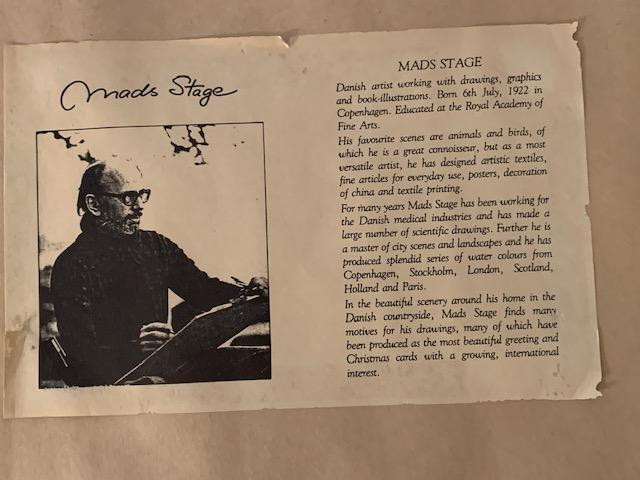 Mads Stage
MADS STAGE
Danish artist working with drawings, graphics
and book-illustrations. Born 6th July, 1922 in
Copenhagen. Educated at the Royal Academy of
Fine Arts.
His favourite scenes are animals and birds, of
which he is a great connoisseur, but as a most
versatile artist, he has designed artistic textiles,
fine articles for everyday use, posters, decoration
of china and textile printing.
For many years Mads Stage has been working for
the Danish medical industries and has made a
large number of scientific drawings. Further he is
a master of city scenes and landscapes and he has
produced splendid series of water colours from
Copenhagen, Stockholm, London, Scotland,
Holland and Paris.
In the beautiful scenery around his home in the
Danish countryside, Mads Stage finds many
motives for his drawings, many of which have
been produced as the most beautiful greeting and
Christmas cards with a growing, international
interest.